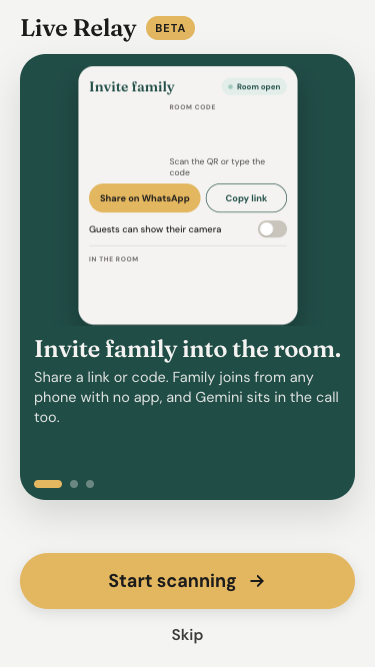 Live Relay BETA
Invite family
Room open
ROOM CODE
Scan the QR or type the
code
Share on WhatsApp
Copy link
Guests can show their camera
IN THE ROOM
Invite family into the room.
Share a link or code. Family joins from any
phone with no app, and Gemini sits in the call
too.
Start scanning →
Skip